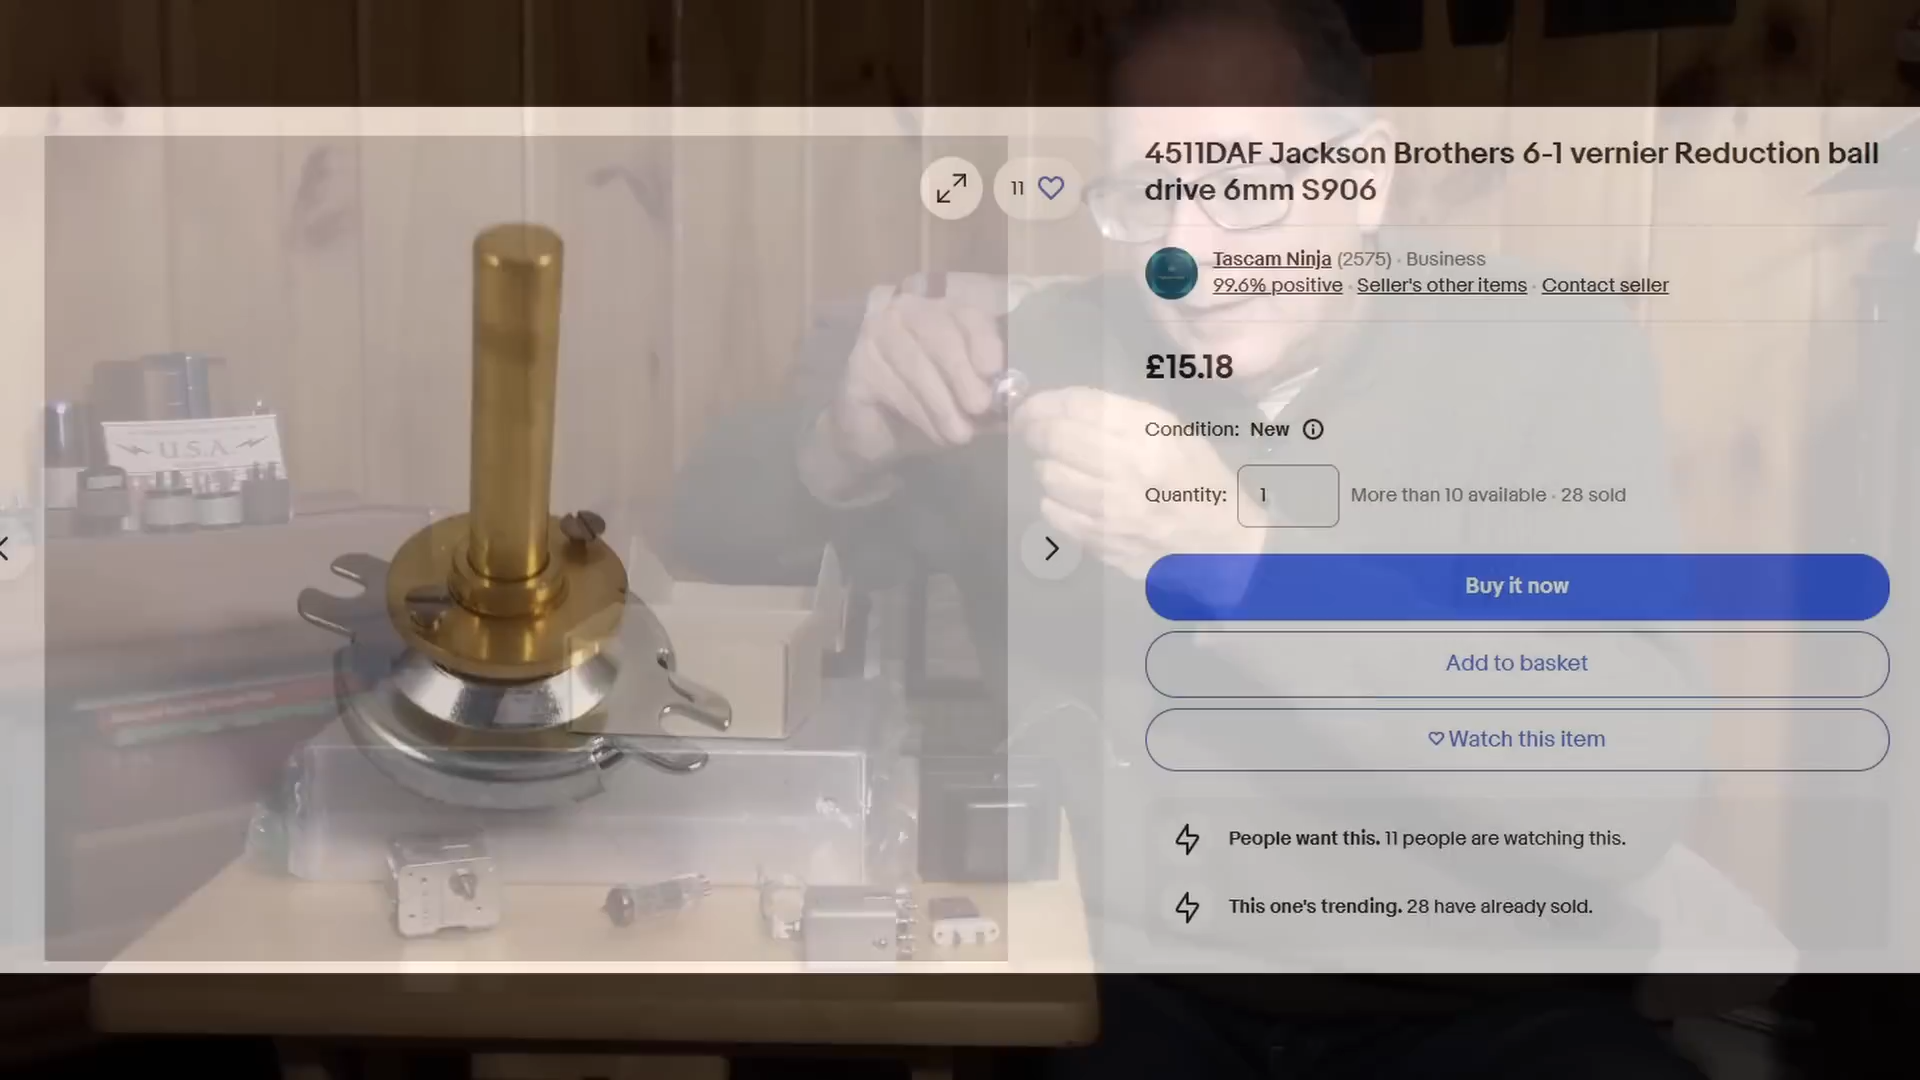 4511DAF Jackson Brothers 6-1 vernier Reduction ball
drive 6mm S906
11
Tascam Ninja (2575) · Business
99.6% positive · Seller's other items · Contact seller
£15.18
Condition: New
Quantity: 1 More than 10 available · 28 sold
U.S.A.
Buy it now
Add to basket
Watch this item
People want this. 11 people are watching this.
This one's trending. 28 have already sold.